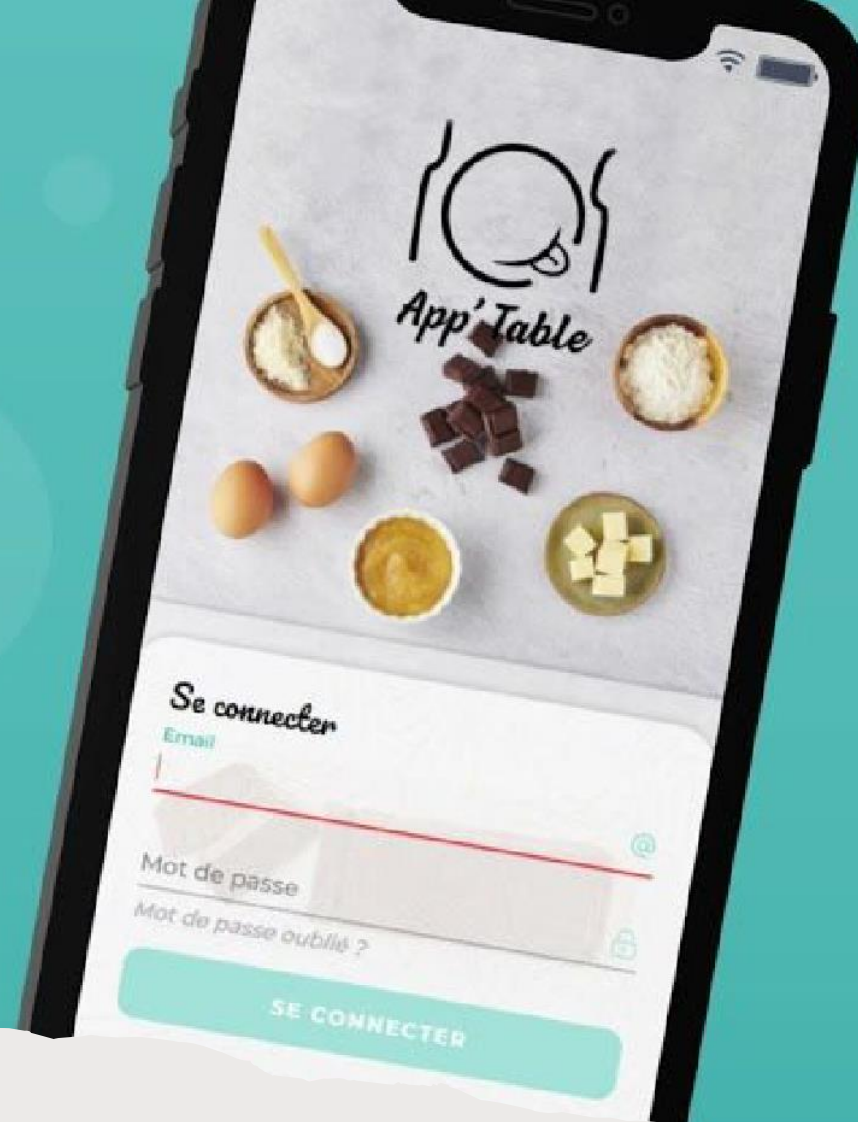 App' Table
Se connecter
Email
@
Mot de passe
Mot de passe oublié ?
SE CONNECTER